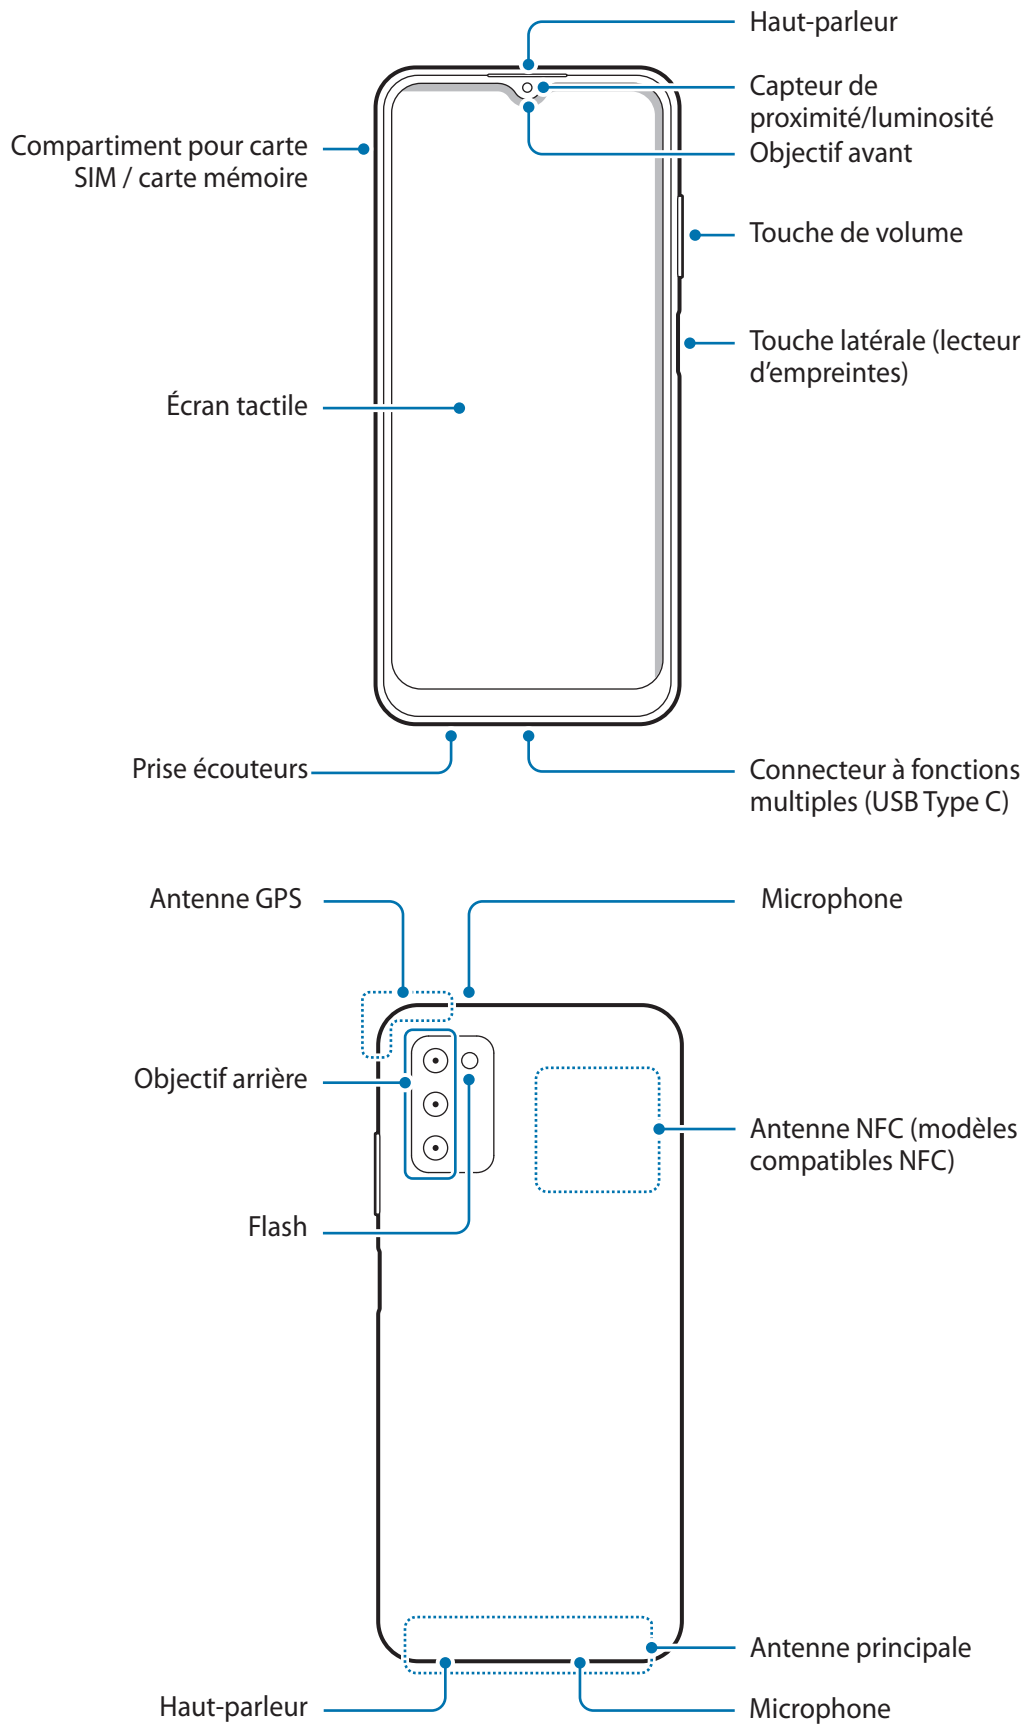 Haut-parleur
Capteur de
proximité/luminosité
Objectif avant
Compartiment pour carte
SIM / carte mémoire
Touche de volume
Touche latérale (lecteur
d’empreintes)
Écran tactile
Prise écouteurs
Connecteur à fonctions
multiples (USB Type C)
Antenne GPS
Microphone
Objectif arrière
Antenne NFC (modèles
compatibles NFC)
Flash
Antenne principale
Haut-parleur
Microphone